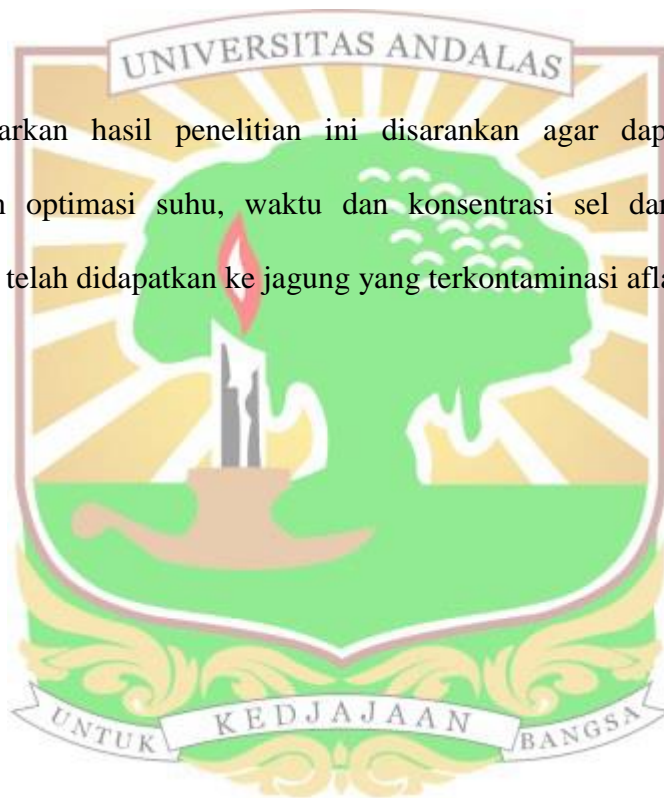 UNIVERSITAS ANDALAS
arkan hasil penelitian ini disarankan agar dap
n optimasi suhu, waktu dan konsentrasi sel dar
telah didapatkan ke jagung yang terkontaminasi afla
UNTUK KEDJAJAAN BANGSA